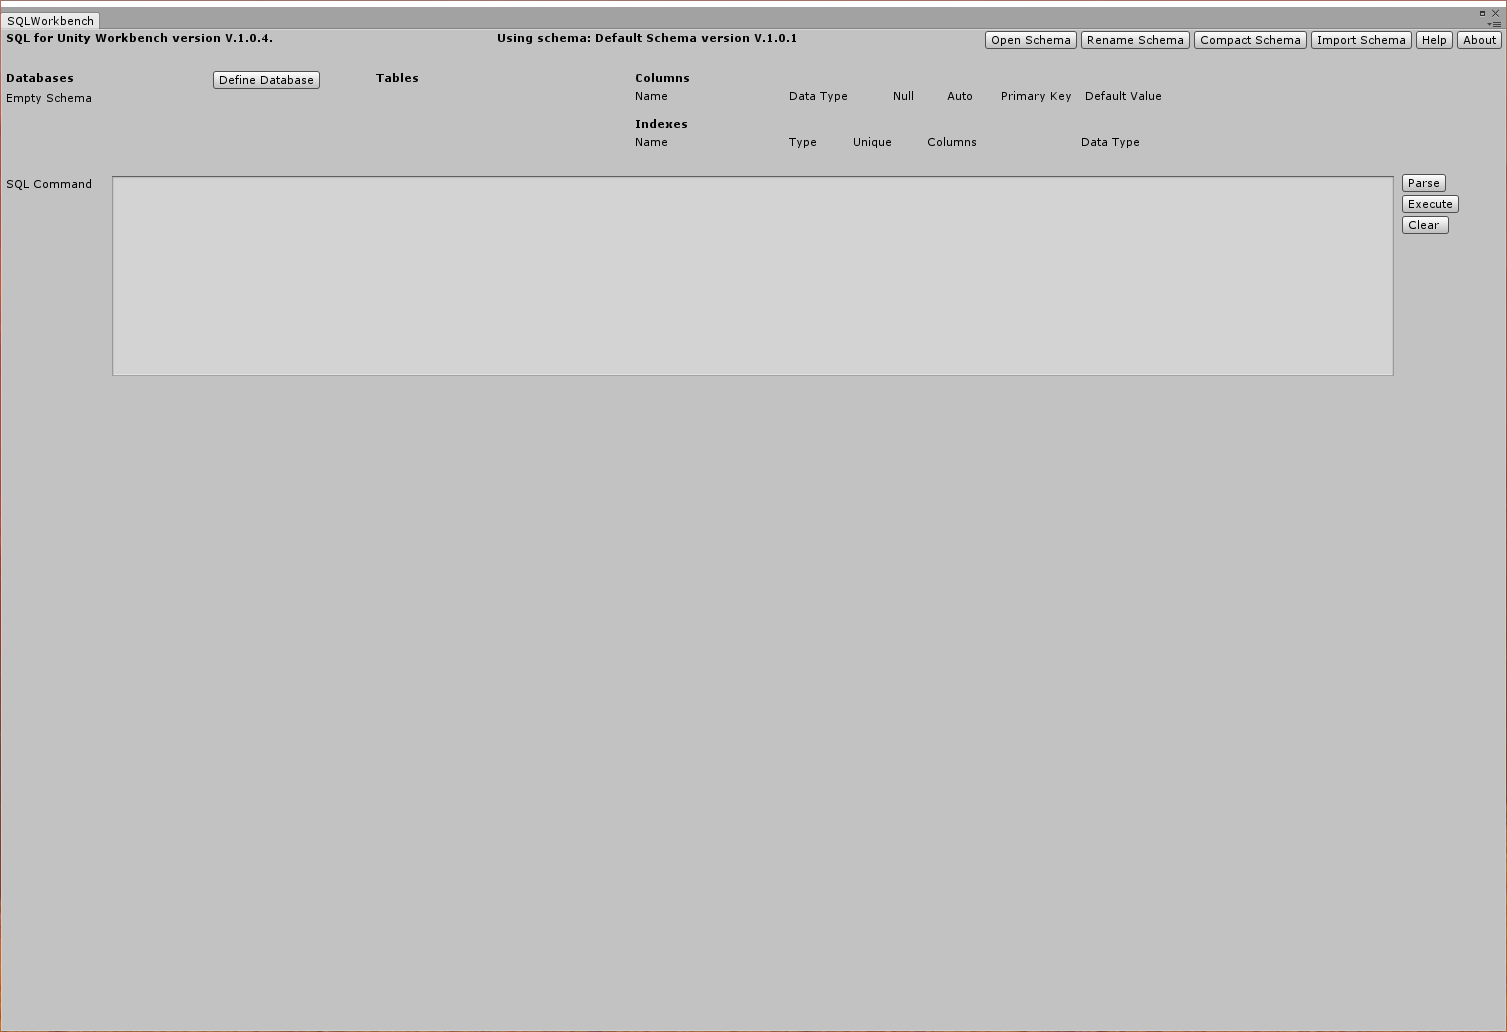 SQLWorkbench
SQL for Unity Workbench version V.1.0.4. Using schema: Default Schema version V.1.0.1 Open Schema Rename Schema Compact Schema Import Schema Help About
Databases Define Database Tables Columns
Empty Schema Name Data Type Null Auto Primary Key Default Value
Indexes
Name Type Unique Columns Data Type
SQL Command Parse
Execute
Clear